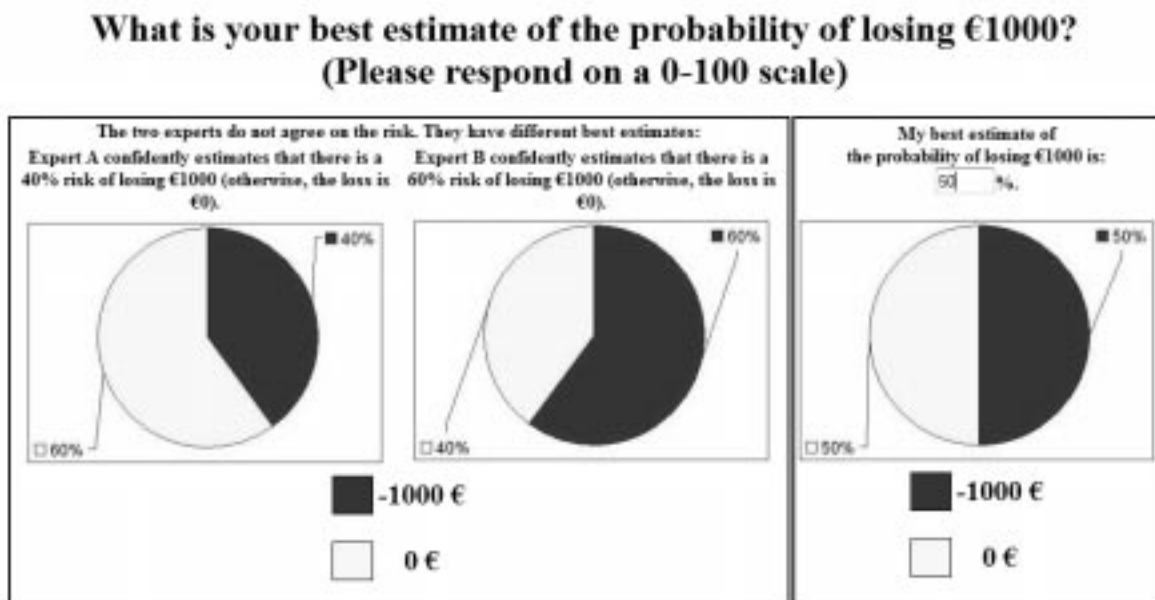 What is your best estimate of the probability of losing €1000?
(Please respond on a 0-100 scale)
The two experts do not agree on the risk. They have different best estimates:
Expert A confidently estimates that there is a
40% risk of losing €1000 (otherwise, the loss is
€0).
Expert B confidently estimates that there is a
60% risk of losing €1000 (otherwise, the loss is
€0).
40%
60%
60%
40%
-1000 €
0 €
My best estimate of
the probability of losing €1000 is:
50 %.
50%
50%
-1000 €
0 €